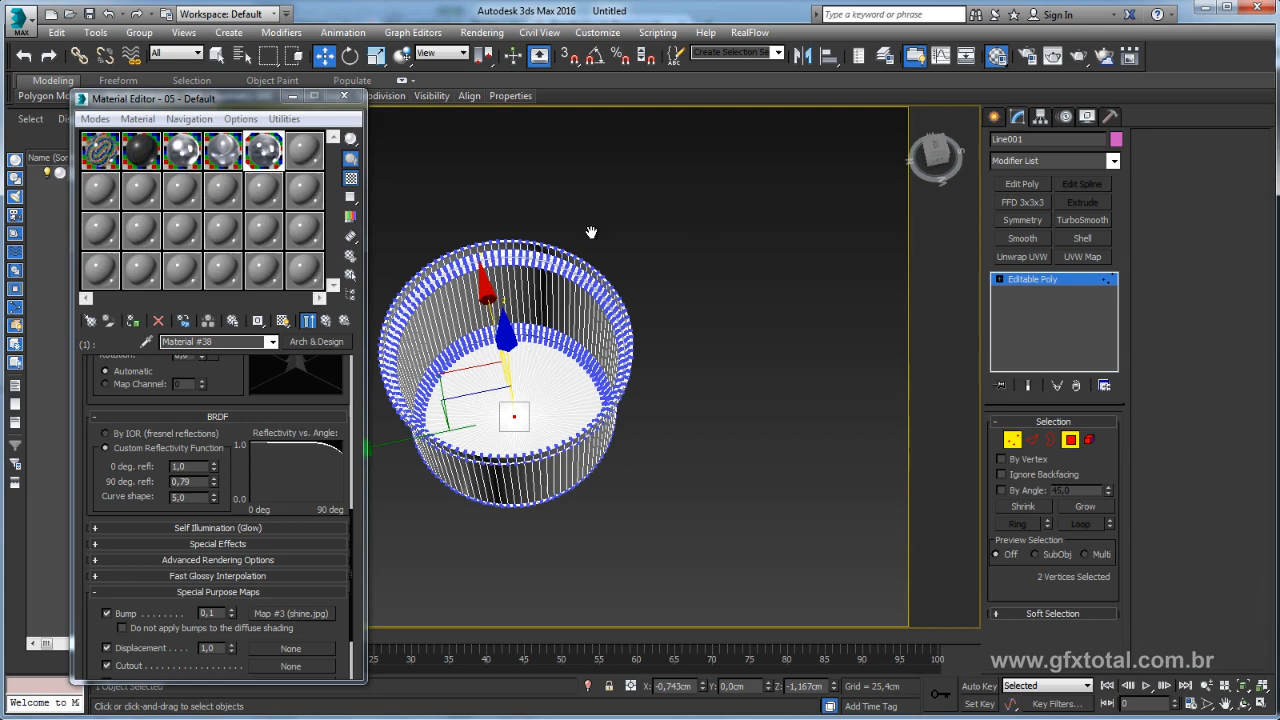 Autodesk 3ds Max 2016 Untitled
MAX
Workspace: Default
Type a keyword or phrase
Sign In
Edit Tools Group Views Create Modifiers Animation Graph Editors Rendering Civil View Customize Scripting Help RealFlow
All
View
Create Selection Se
Modeling Freeform Selection Object Paint Populate
Polygon Mod
division Visibility Align Properties
Material Editor - 05 - Default
Modes Material Navigation Options Utilities
Select Disp
Name (Sor
(1) :
Material #38
Arch & Design
Automatic
Map Channel: 0
BRDF
By IOR (fresnel reflections)
Custom Reflectivity Function
0 deg. refl: 1,0
90 deg. refl: 0,79
Curve shape: 5,0
Reflectivity vs. Angle:
1.0
0.0
0 deg 90 deg
Self Illumination (Glow)
Special Effects
Advanced Rendering Options
Fast Glossy Interpolation
Special Purpose Maps
Bump . . . . . . . . 0,1 Map #3 (shine.jpg)
Do not apply bumps to the diffuse shading
Displacement . . . . 1,0 None
Cutout . . . . . . . . . . . . . . . . . None
Line001
Modifier List
Edit Poly Edit Spline
FFD 3x3x3 Extrude
Symmetry TurboSmooth
Smooth Shell
Unwrap UVW UVW Map
Editable Poly
Selection
By Vertex
Ignore Backfacing
By Angle: 45,0
Shrink Grow
Ring Loop
Preview Selection
Off SubObj Multi
2 Vertices Selected
Soft Selection
25 30 35 40 45 50 55 60 65 70 75 80 85 90 95 100
www.gfxtotal.com.br
1 Object Selected
X: -0,743cm Y: 0,0cm Z: -1,167cm Grid = 25,4cm
Auto Key Selected
Welcome to M
Click or click-and-drag to select objects
Add Time Tag
Set Key Key Filters... 0